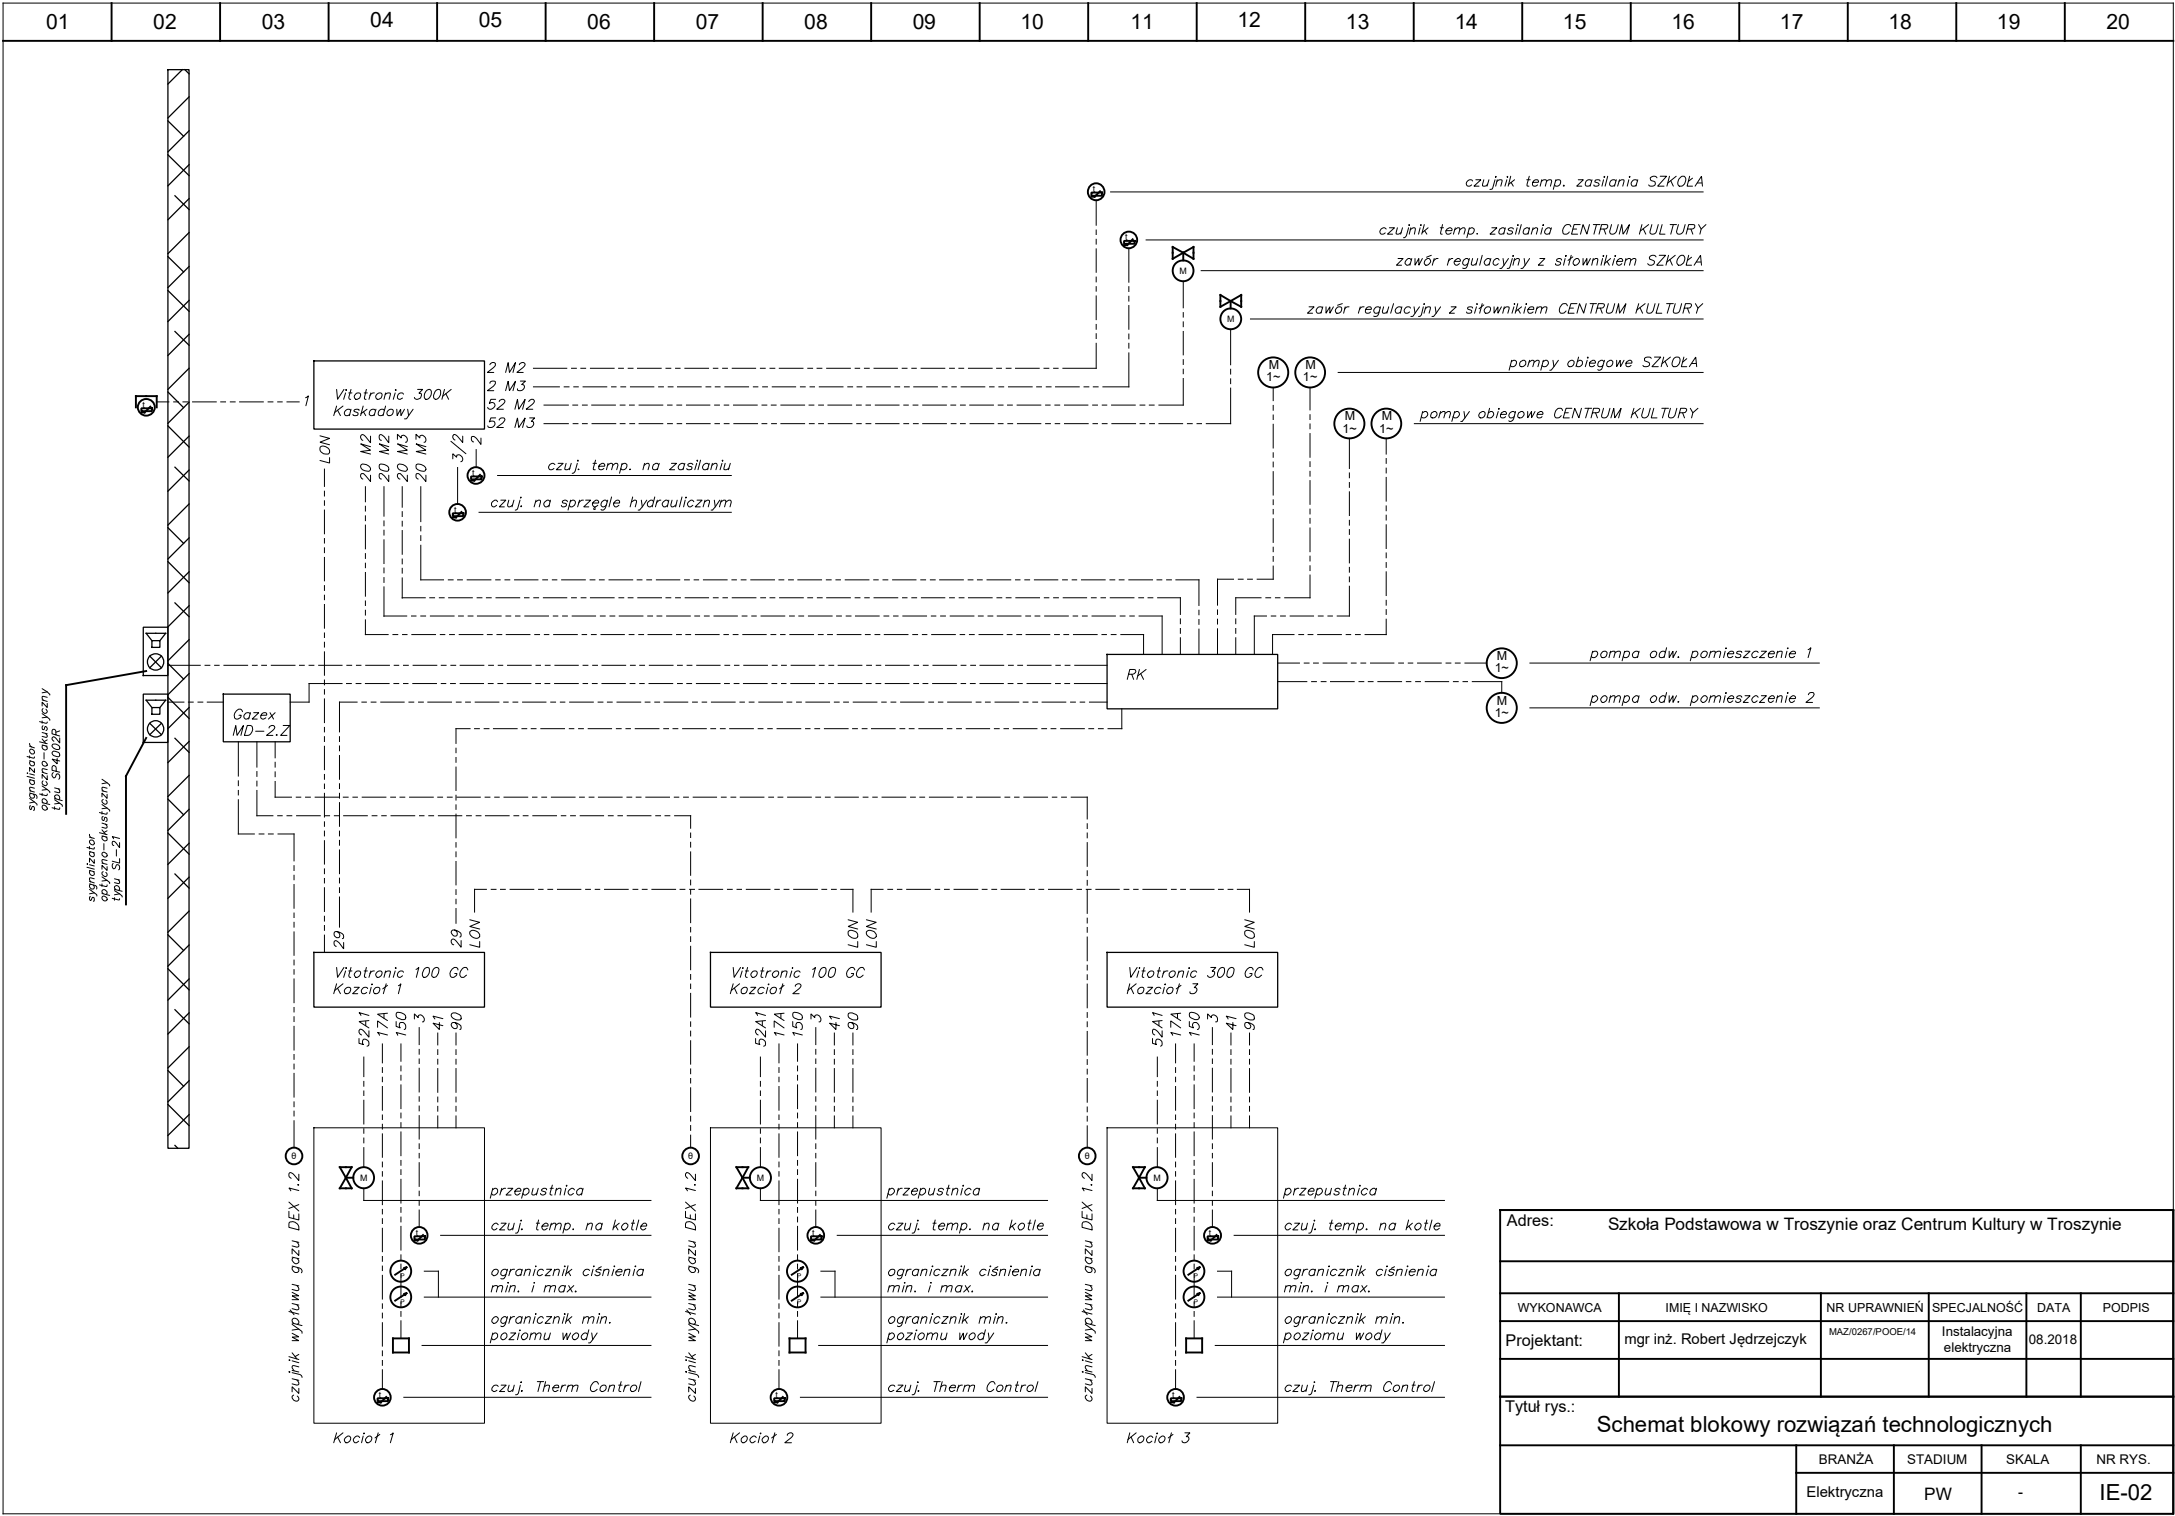 01 02 03 04 05 06 07 08 09 10 11 12 13 14 15 16 17 18 19 20
czujnik temp. zasilania SZKOŁA
czujnik temp. zasilania CENTRUM KULTURY
zawór regulacyjny z siłownikiem SZKOŁA
M
zawór regulacyjny z siłownikiem CENTRUM KULTURY
M
pompy obiegowe SZKOŁA
M
1~
M
1~
pompy obiegowe CENTRUM KULTURY
M
1~
M
1~
1
Vitotronic 300K
Kaskadowy
2 M2
2 M3
52 M2
52 M3
LON
20 M2
20 M2
20 M3
20 M3
3/2
2
czuj. temp. na zasilaniu
czuj. na sprzęgle hydraulicznym
RK
M
1~
pompa odw. pomieszczenie 1
M
1~
pompa odw. pomieszczenie 2
Gazex
MD-2.Z
sygnalizator
optyczno-akustyczny
typu SP4002R
sygnalizator
optyczno-akustyczny
typu SL-21
29
29
LON
LON
LON
LON
Vitotronic 100 GC
Kozcioł 1
Vitotronic 100 GC
Kozcioł 2
Vitotronic 300 GC
Kozcioł 3
52A1
17A
150
3
41
90
52A1
17A
150
3
41
90
52A1
17A
150
3
41
90
czujnik wypływu gazu DEX 1.2
M
przepustnica
czuj. temp. na kotle
P
P
ogranicznik ciśnienia
min. i max.
ogranicznik min.
poziomu wody
czuj. Therm Control
Kocioł 1
czujnik wypływu gazu DEX 1.2
M
przepustnica
czuj. temp. na kotle
P
P
ogranicznik ciśnienia
min. i max.
ogranicznik min.
poziomu wody
czuj. Therm Control
Kocioł 2
czujnik wypływu gazu DEX 1.2
M
przepustnica
czuj. temp. na kotle
P
P
ogranicznik ciśnienia
min. i max.
ogranicznik min.
poziomu wody
czuj. Therm Control
Kocioł 3
Adres: Szkoła Podstawowa w Troszynie oraz Centrum Kultury w Troszynie
WYKONAWCA IMIĘ I NAZWISKO NR UPRAWNIEŃ SPECJALNOŚĆ DATA PODPIS
Projektant: mgr inż. Robert Jędrzejczyk MAZ/0267/POOE/14 Instalacyjna
elektryczna 08.2018
Tytuł rys.:
Schemat blokowy rozwiązań technologicznych
BRANŻA STADIUM SKALA NR RYS.
Elektryczna PW - IE-02